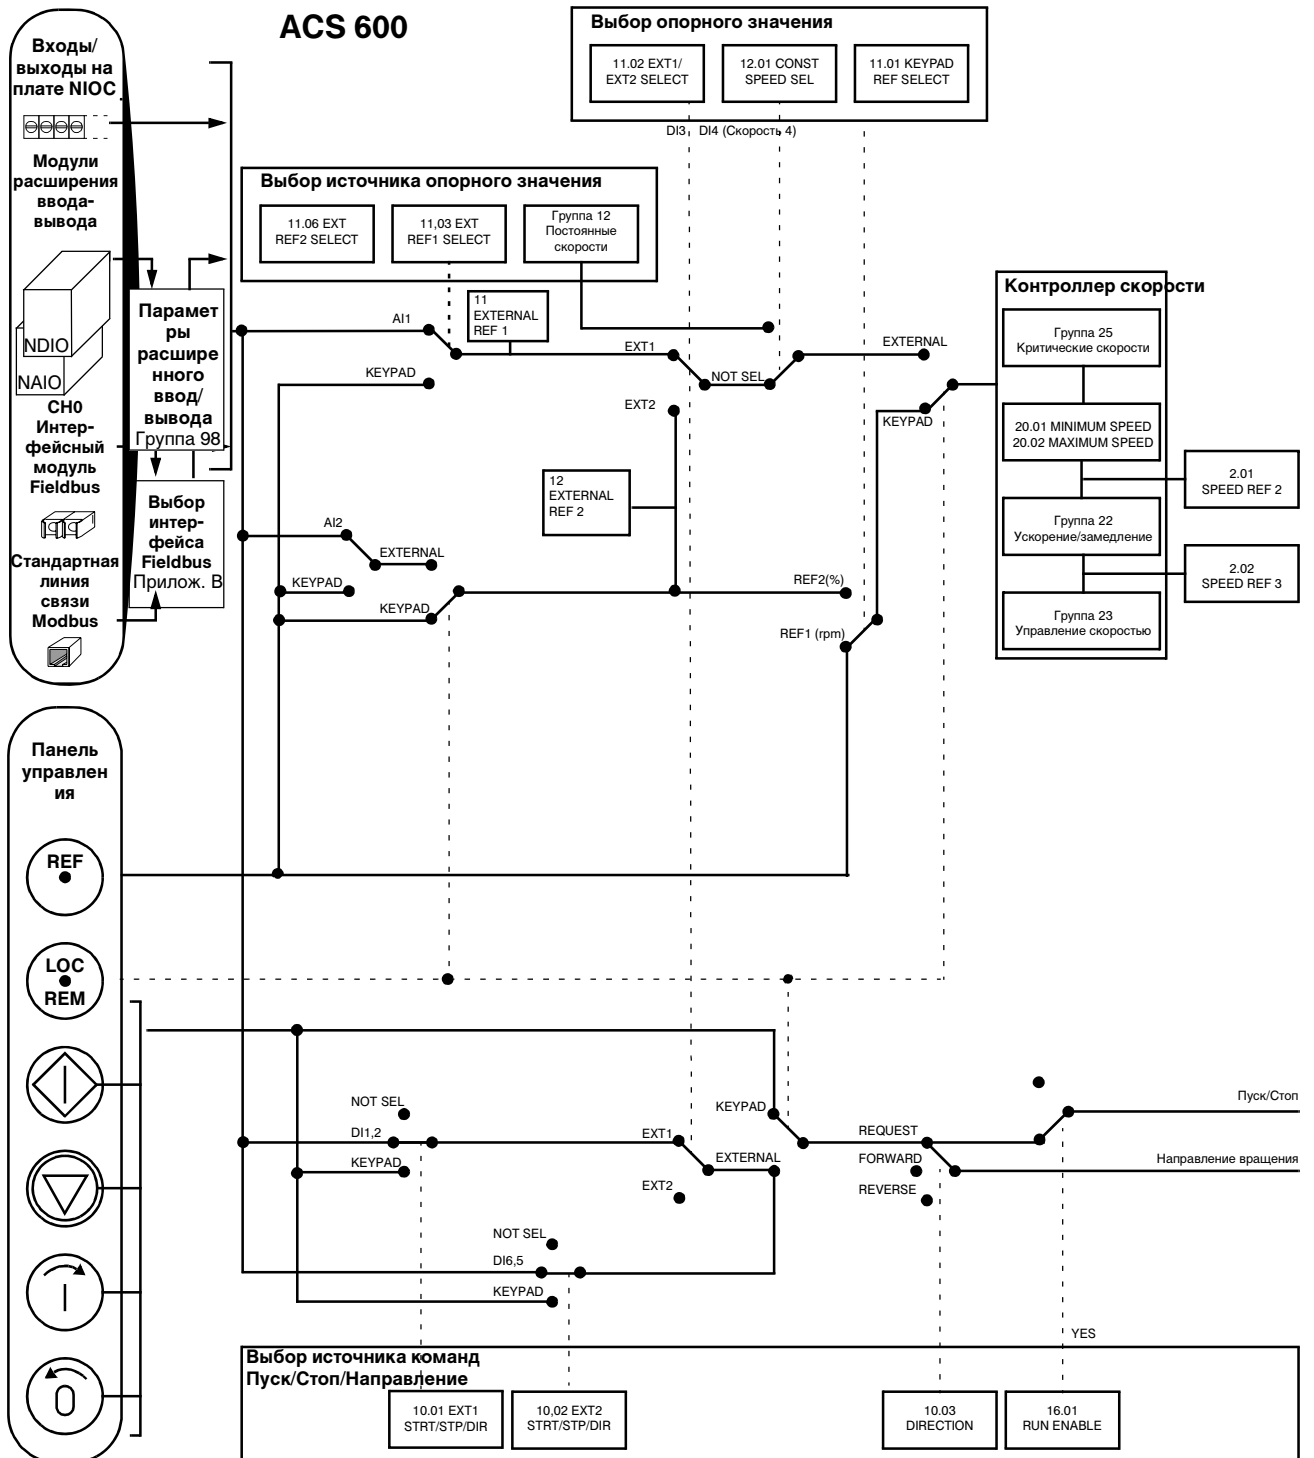 ACS 600
Входы/
выходы на
плате NIOC
Модули
расширения
ввода-
вывода
NDIO
NAIO
CH0
Интер-
фейсный
модуль
Fieldbus
Стандартная
линия
связи
Modbus
Парамет
ры
расшире
нного
ввод/
вывода
Группа 98
Выбор
интер-
фейса
Fieldbus
Прилож. B
Выбор опорного значения
11.02 EXT1/
EXT2 SELECT
12.01 CONST
SPEED SEL
11.01 KEYPAD
REF SELECT
DI3
DI4 (Скорость 4)
Выбор источника опорного значения
11.06 EXT
REF2 SELECT
11,03 EXT
REF1 SELECT
Группа 12
Постоянные
скорости
AI1
11
EXTERNAL
REF 1
KEYPAD
EXT1
NOT SEL
EXT2
EXTERNAL
KEYPAD
12
EXTERNAL
REF 2
AI2
EXTERNAL
KEYPAD
KEYPAD
REF2(%)
REF1 (rpm)
Контроллер скорости
Группа 25
Критические скорости
20.01 MINIMUM SPEED
20.02 MAXIMUM SPEED
2.01
SPEED REF 2
Группа 22
Ускорение/замедление
2.02
SPEED REF 3
Группа 23
Управление скоростью
Панель
управлен
ия
REF
LOC
REM
NOT SEL
DI1,2
KEYPAD
EXT1
EXTERNAL
EXT2
KEYPAD
NOT SEL
DI6,5
KEYPAD
REQUEST
FORWARD
REVERSE
Пуск/Стоп
Направление вращения
YES
Выбор источника команд
Пуск/Стоп/Направление
10.01 EXT1
STRT/STP/DIR
10,02 EXT2
STRT/STP/DIR
10.03
DIRECTION
16.01
RUN ENABLE